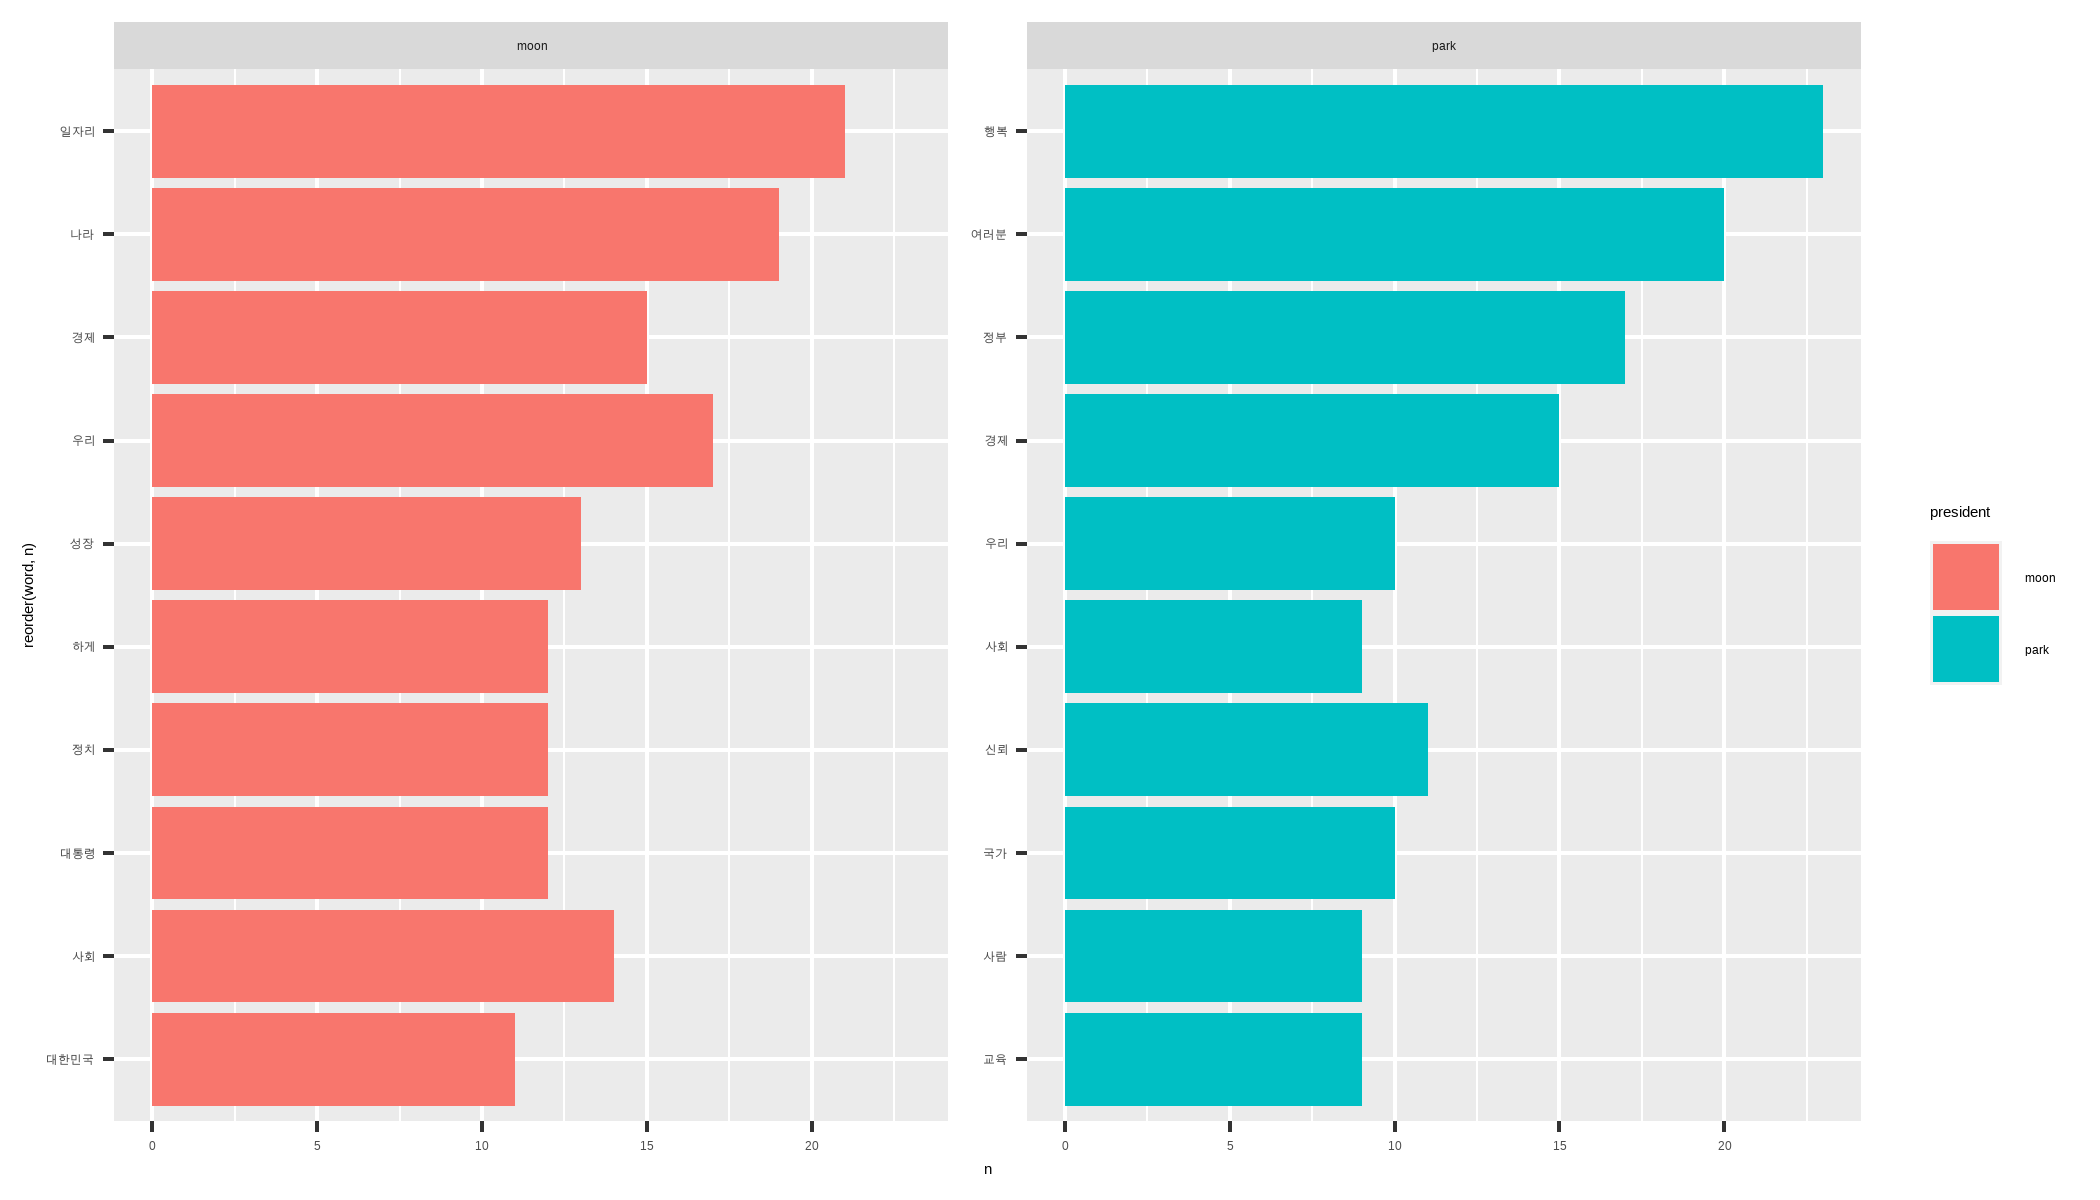 moon
park
일자리
나라
경제
우리
성장
하게
정치
대통령
사회
대한민국
행복
여러분
정부
경제
우리
사회
신뢰
국가
사람
교육
0 5 10 15 20
0 5 10 15 20
n
reorder(word, n)
president
moon
park